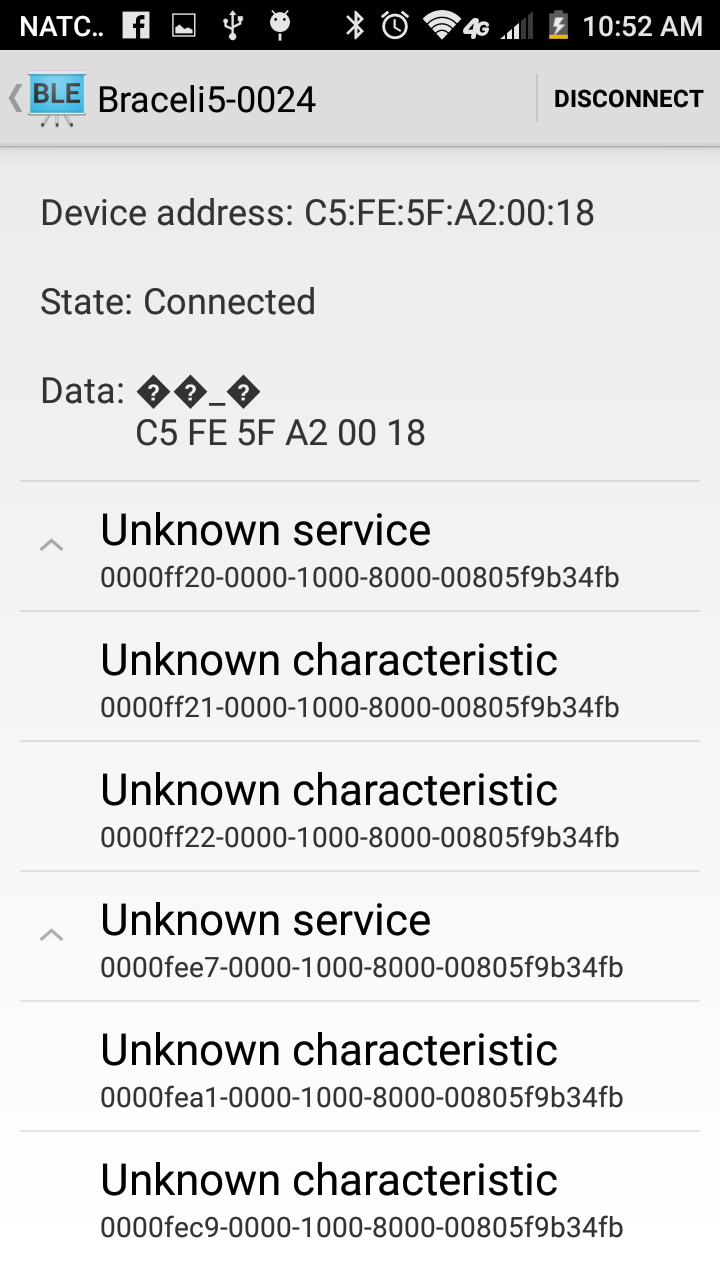 NATC.. 4G 10:52 AM
BLE Braceli5-0024 DISCONNECT
Device address: C5:FE:5F:A2:00:18
State: Connected
Data: ��_�
C5 FE 5F A2 00 18
Unknown service
0000ff20-0000-1000-8000-00805f9b34fb
Unknown characteristic
0000ff21-0000-1000-8000-00805f9b34fb
Unknown characteristic
0000ff22-0000-1000-8000-00805f9b34fb
Unknown service
0000fee7-0000-1000-8000-00805f9b34fb
Unknown characteristic
0000fea1-0000-1000-8000-00805f9b34fb
Unknown characteristic
0000fec9-0000-1000-8000-00805f9b34fb